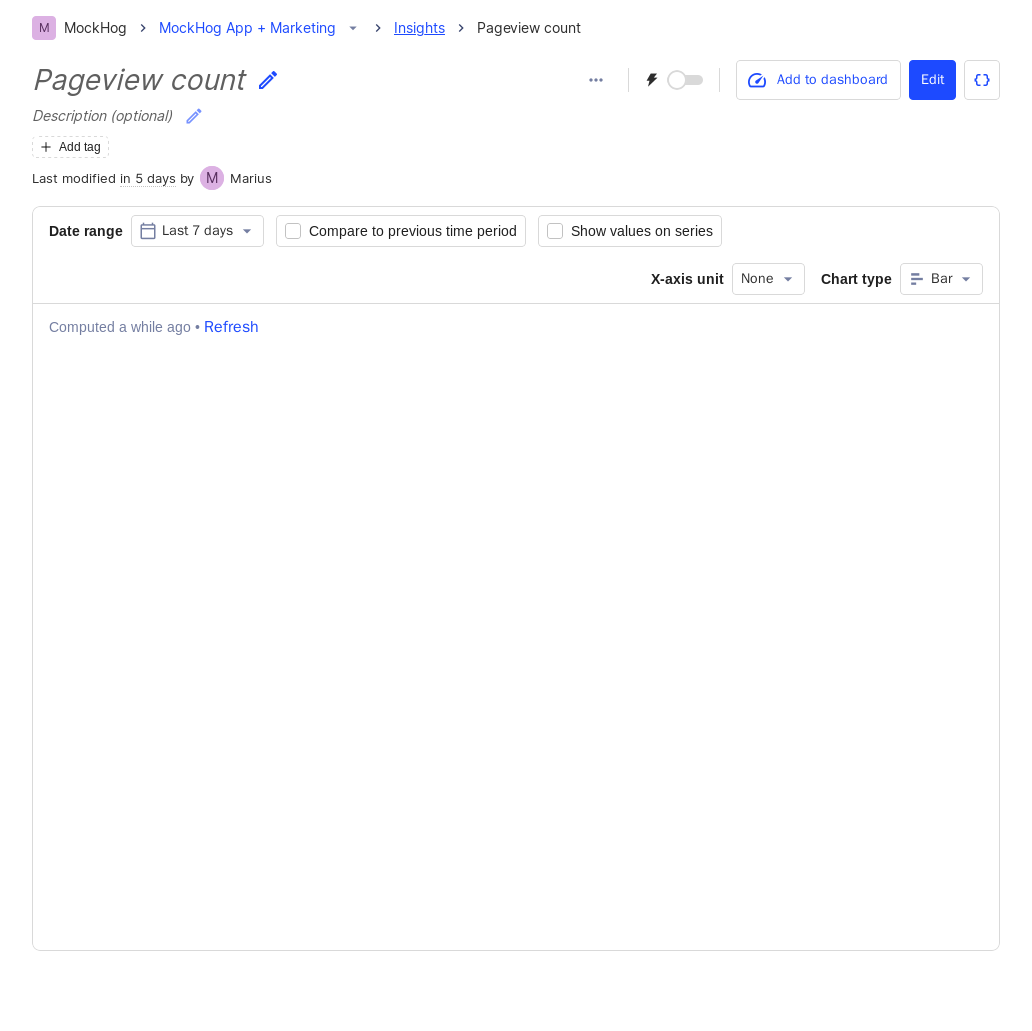 M MockHog MockHog App + Marketing Insights Pageview count
Pageview count
Add to dashboard Edit
Description (optional)
Add tag
Last modified in 5 days by M Marius
Date range Last 7 days Compare to previous time period Show values on series
X-axis unit None Chart type Bar
Computed a while ago • Refresh